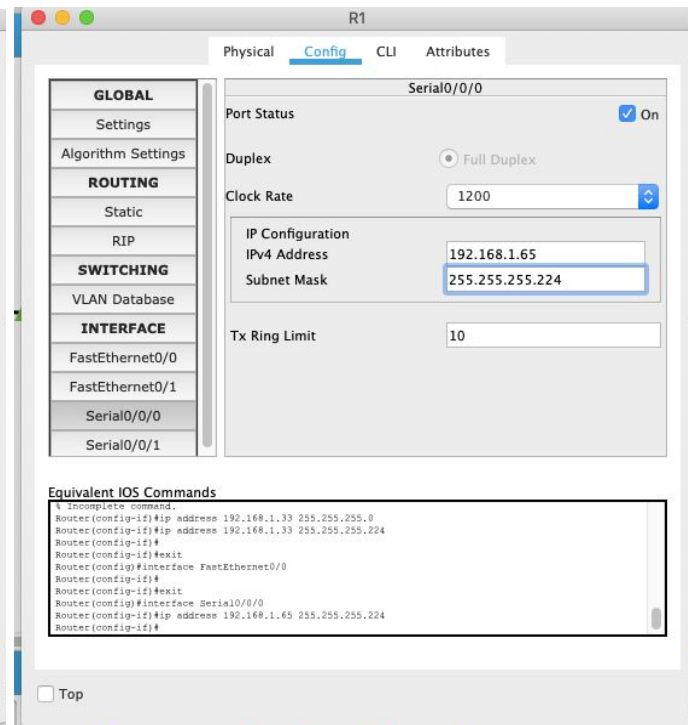 R1
Physical Config CLI Attributes
GLOBAL
Settings
Algorithm Settings
ROUTING
Static
RIP
SWITCHING
VLAN Database
INTERFACE
FastEthernet0/0
FastEthernet0/1
Serial0/0/0
Serial0/0/1
Serial0/0/0
Port Status On
Duplex Full Duplex
Clock Rate 1200
IP Configuration
IPv4 Address 192.168.1.65
Subnet Mask 255.255.255.224
Tx Ring Limit 10
Equivalent IOS Commands
% Incomplete command.
Router(config-if)#ip address 192.168.1.33 255.255.255.0
Router(config-if)#ip address 192.168.1.33 255.255.255.224
Router(config-if)#
Router(config-if)#exit
Router(config)#interface FastEthernet0/0
Router(config-if)#
Router(config-if)#exit
Router(config)#interface Serial0/0/0
Router(config-if)#ip address 192.168.1.65 255.255.255.224
Router(config-if)#
Top